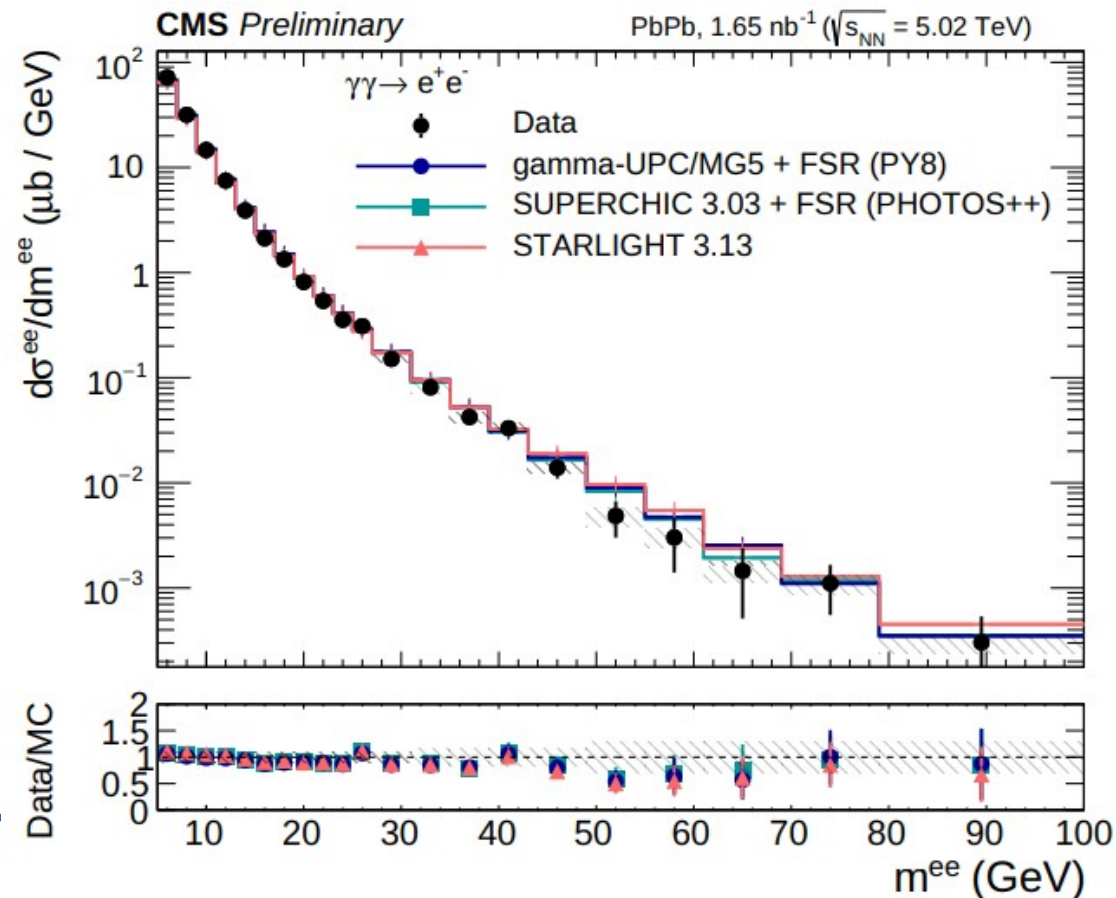 CMS Preliminary PbPb, 1.65 nb⁻¹ (√s_NN = 5.02 TeV)
dσᵉᵉ/dmᵉᵉ (μb / GeV)
γγ→ e⁺e⁻
Data
gamma-UPC/MG5 + FSR (PY8)
SUPERCHIC 3.03 + FSR (PHOTOS++)
STARLIGHT 3.13
10²
10
1
10⁻¹
10⁻²
10⁻³
Data/MC
2
1.5
1
0.5
0
10 20 30 40 50 60 70 80 90 100
mᵉᵉ (GeV)